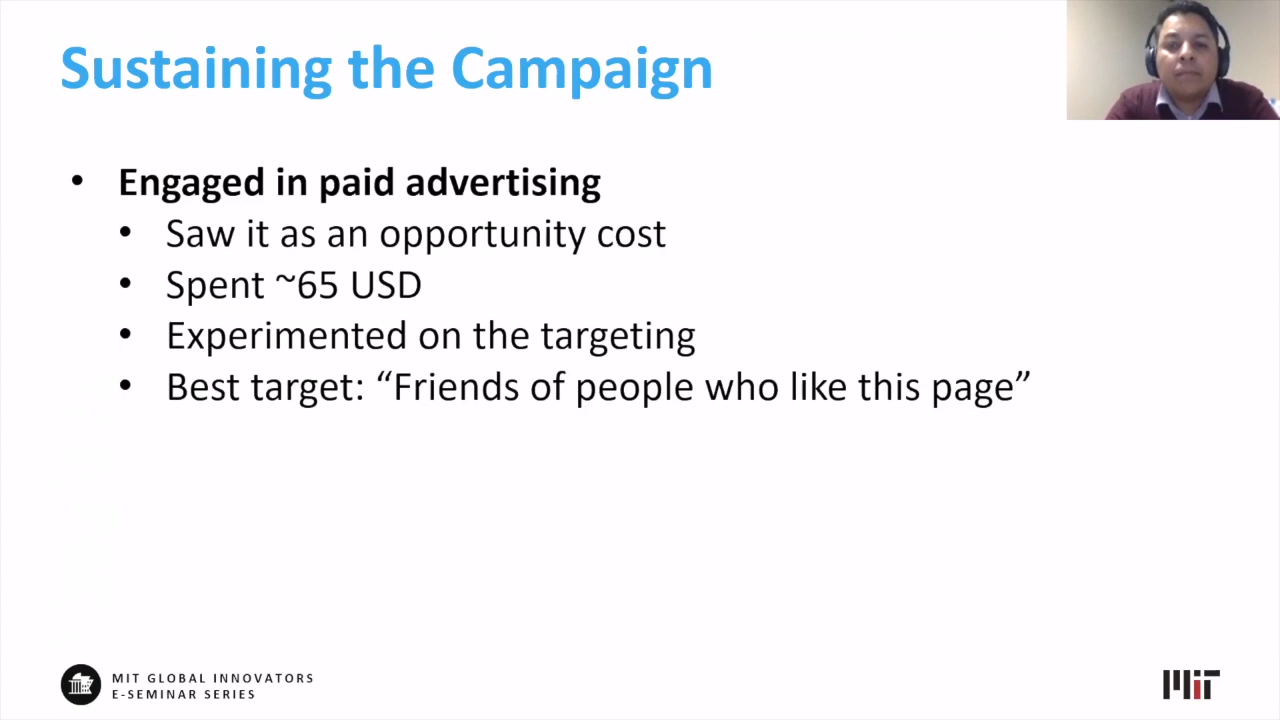 Sustaining the Campaign
• Engaged in paid advertising
• Saw it as an opportunity cost
• Spent ~65 USD
• Experimented on the targeting
• Best target: “Friends of people who like this page”
MIT GLOBAL INNOVATORS
E-SEMINAR SERIES
MIT